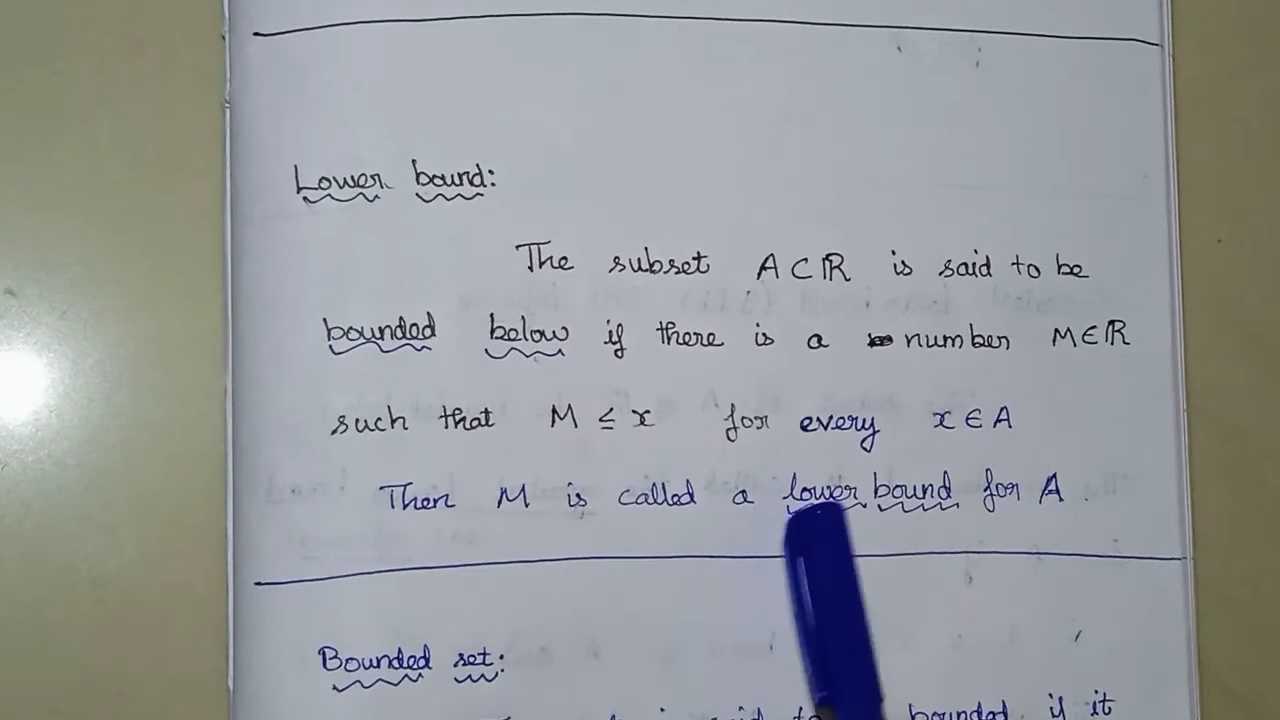 Lower bound:
The subset A⊂ℝ is said to be
bounded below if there is a number M∈ℝ
such that M ≤ x for every x∈A
Then M is called a lower bound for A.
Bounded set:
bounded if it